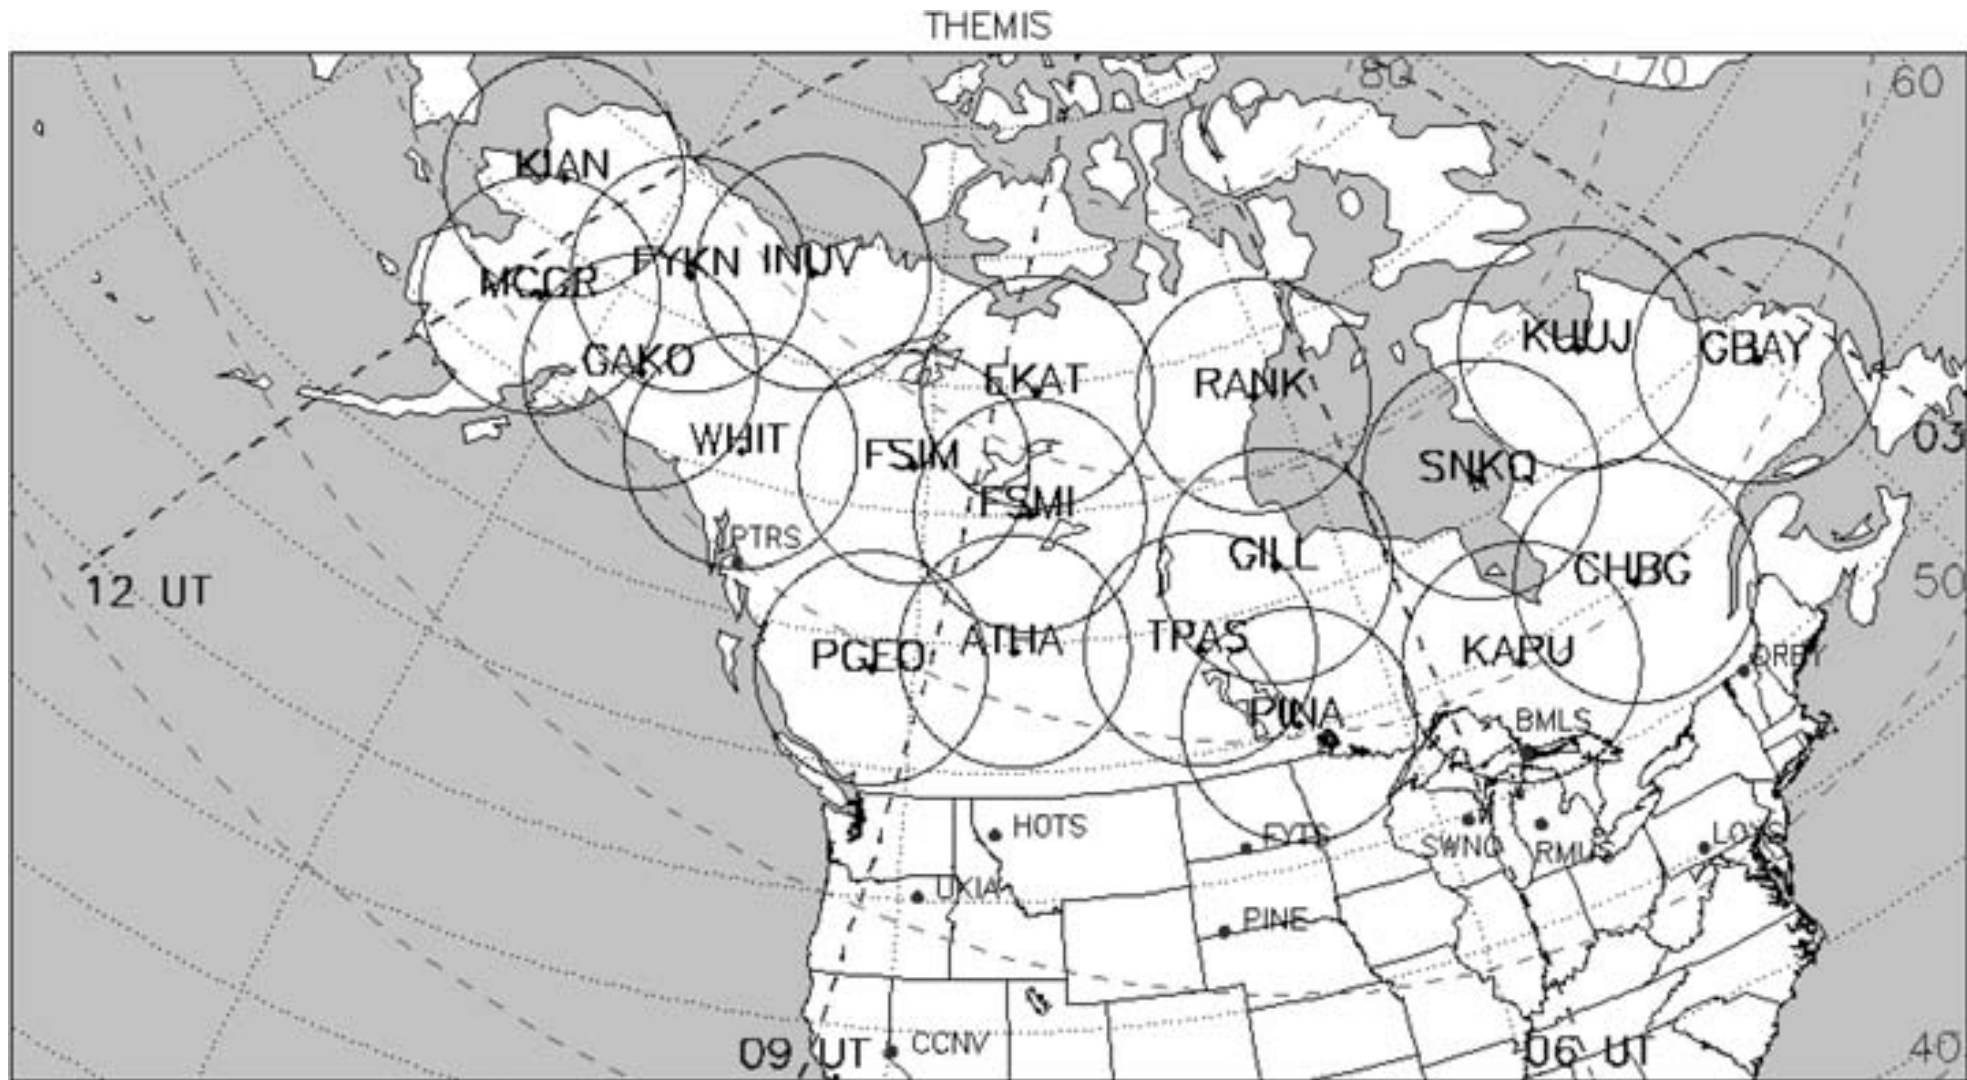 THEMIS
80
70
60
KIAN
FYKN
INUV
MCGR
GAKO
EKAT
RANK
KUUJ
GBAY
03
WHIT
FSIM
SNKQ
FSMI
PTRS
GILL
CHBG
50
12 UT
PGEO
ATHA
TPAS
KAPU
DRBY
PINA
BMLS
HOTS
FYTS
SWNO
RMUS
LOYS
UKIA
PINE
09 UT
CCNV
06 UT
40